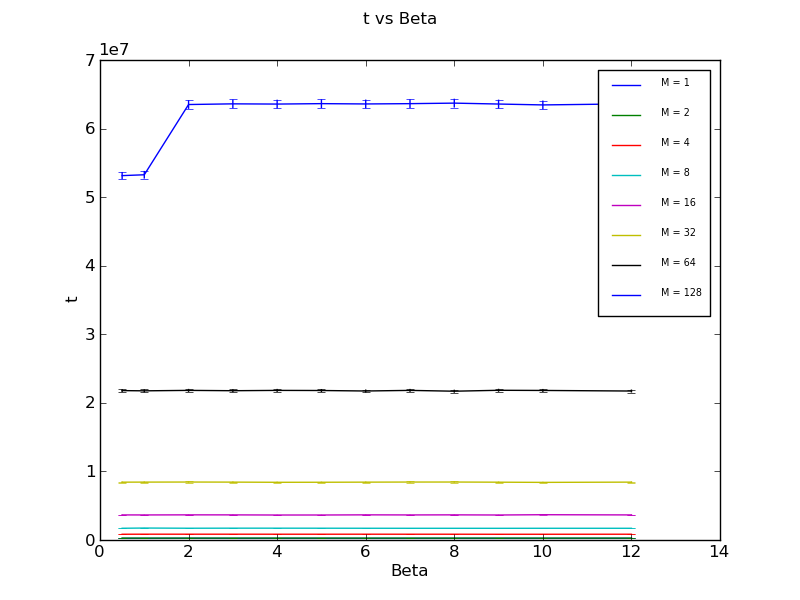 t vs Beta
1e7
7
6
5
4
3
2
1
0
t
0 2 4 6 8 10 12 14
Beta
M = 1
M = 2
M = 4
M = 8
M = 16
M = 32
M = 64
M = 128